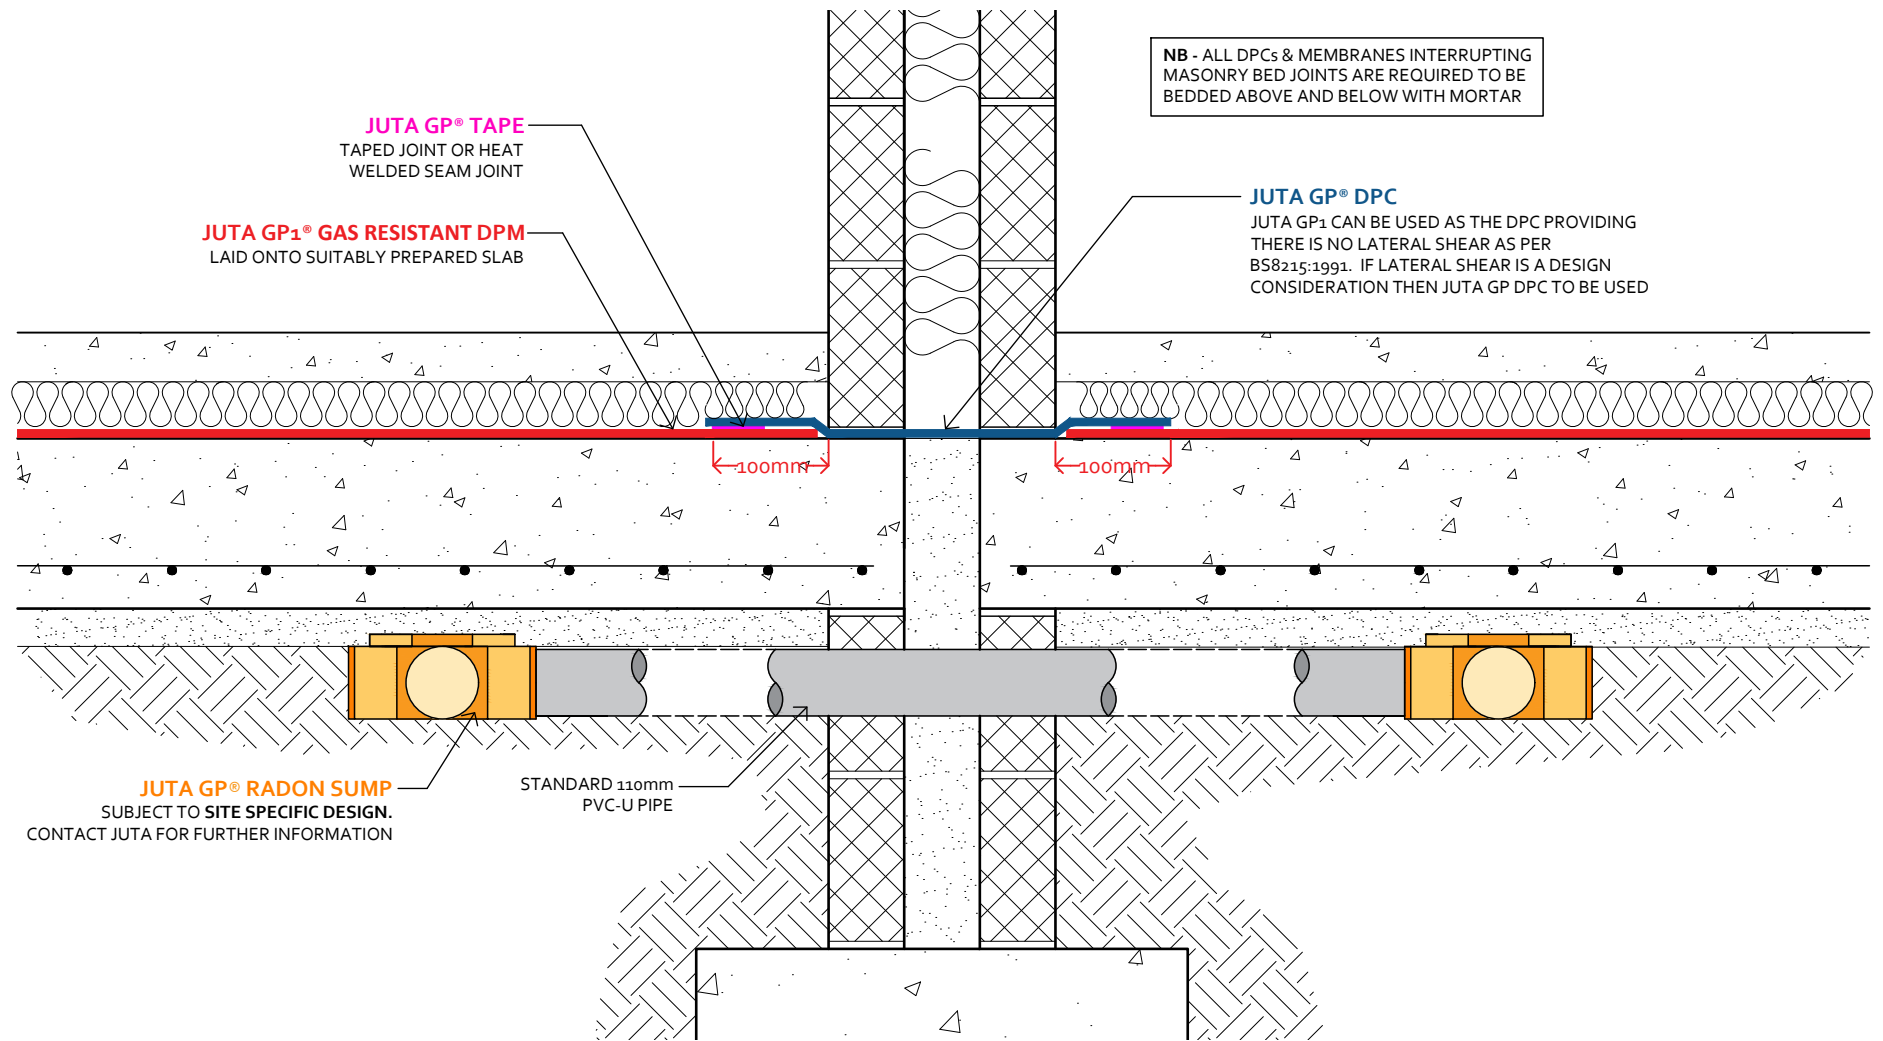 NB - ALL DPCs & MEMBRANES INTERRUPTING
MASONRY BED JOINTS ARE REQUIRED TO BE
BEDDED ABOVE AND BELOW WITH MORTAR
JUTA GP® TAPE
TAPED JOINT OR HEAT
WELDED SEAM JOINT
JUTA GP® DPC
JUTA GP1 CAN BE USED AS THE DPC PROVIDING
THERE IS NO LATERAL SHEAR AS PER
BS8215:1991. IF LATERAL SHEAR IS A DESIGN
CONSIDERATION THEN JUTA GP DPC TO BE USED
JUTA GP1® GAS RESISTANT DPM
LAID ONTO SUITABLY PREPARED SLAB
100mm
100mm
JUTA GP® RADON SUMP
SUBJECT TO SITE SPECIFIC DESIGN.
CONTACT JUTA FOR FURTHER INFORMATION
STANDARD 110mm
PVC-U PIPE